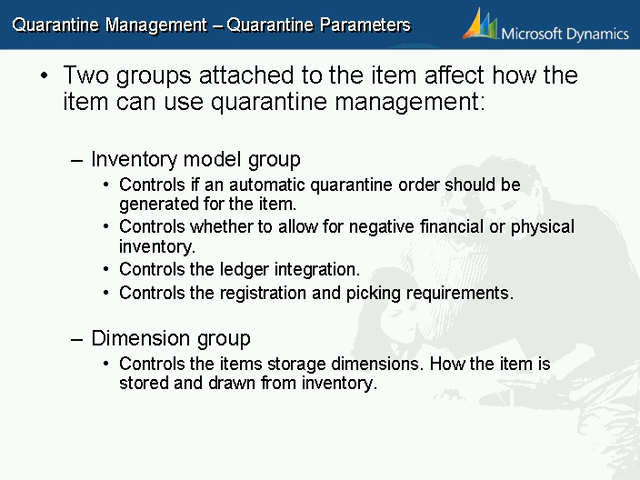 Quarantine Management – Quarantine Parameters
Microsoft Dynamics
• Two groups attached to the item affect how the
item can use quarantine management:
– Inventory model group
• Controls if an automatic quarantine order should be
generated for the item.
• Controls whether to allow for negative financial or physical
inventory.
• Controls the ledger integration.
• Controls the registration and picking requirements.
– Dimension group
• Controls the items storage dimensions. How the item is
stored and drawn from inventory.